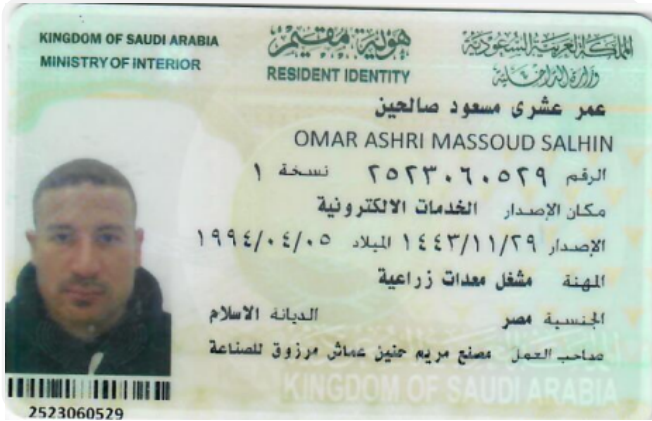 KINGDOM OF SAUDI ARABIA
MINISTRY OF INTERIOR
هوية مقيم
RESIDENT IDENTITY
المملكة العربية السعودية
وزارة الداخلية
عمر عشرى مسعود صالحين
OMAR ASHRI MASSOUD SALHIN
الرقم ٢٥٢٣٠٦٠٥٢٩ نسخة ١
مكان الإصدار الخدمات الالكترونية
الإصدار ١٤٤٣/١١/٢٩ الميلاد ١٩٩٤/٠٤/٠٥
المهنة مشغل معدات زراعية
الجنسية مصر الديانة الاسلام
صاحب العمل مصنع مريم حنين عماش مرزوق للصناعة
KINGDOM OF SAUDI ARABIA
2523060529